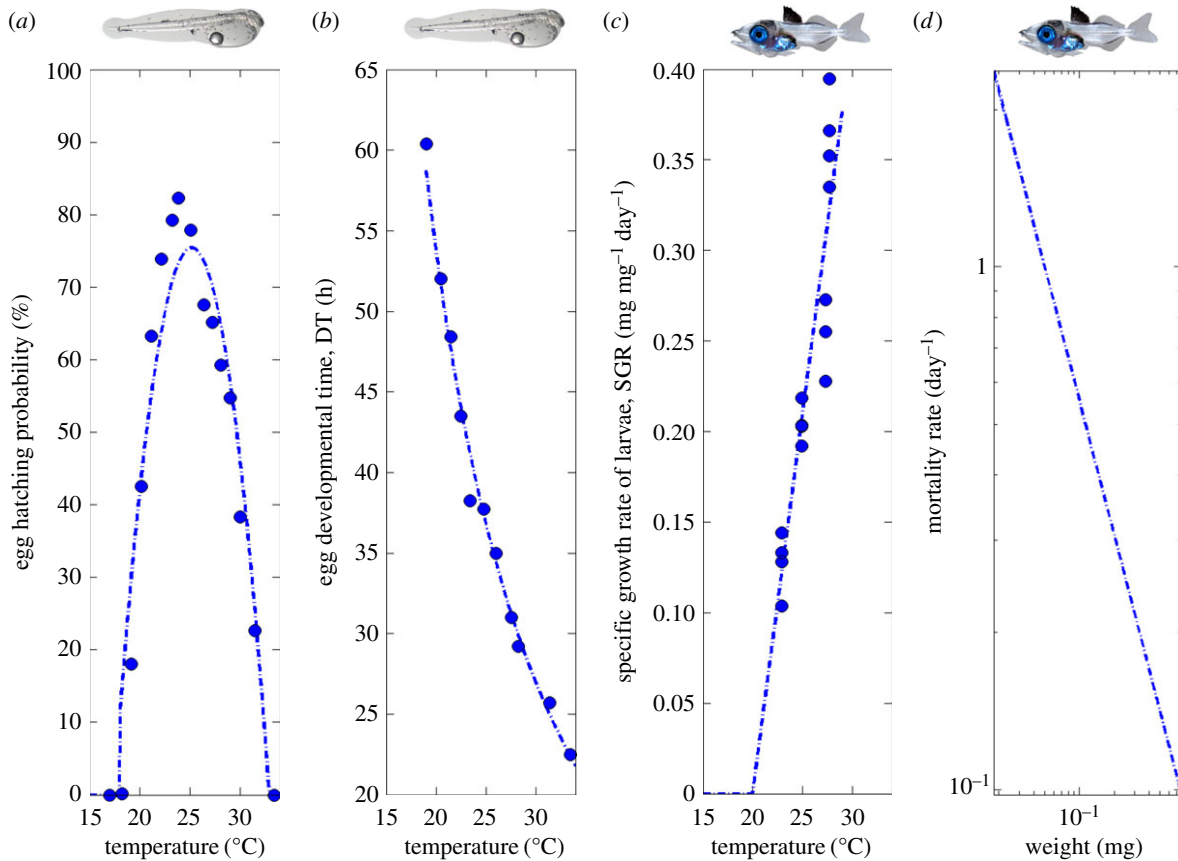 (a)
egg hatching probability (%)
100
90
80
70
60
50
40
30
20
10
0
15 20 25 30
temperature (°C)
(b)
egg developmental time, DT (h)
65
60
55
50
45
40
35
30
25
20
15 20 25 30
temperature (°C)
(c)
specific growth rate of larvae, SGR (mg mg⁻¹ day⁻¹)
0.40
0.35
0.30
0.25
0.20
0.15
0.10
0.05
0
15 20 25 30
temperature (°C)
(d)
mortality rate (day⁻¹)
1
10⁻¹
10⁻¹
weight (mg)